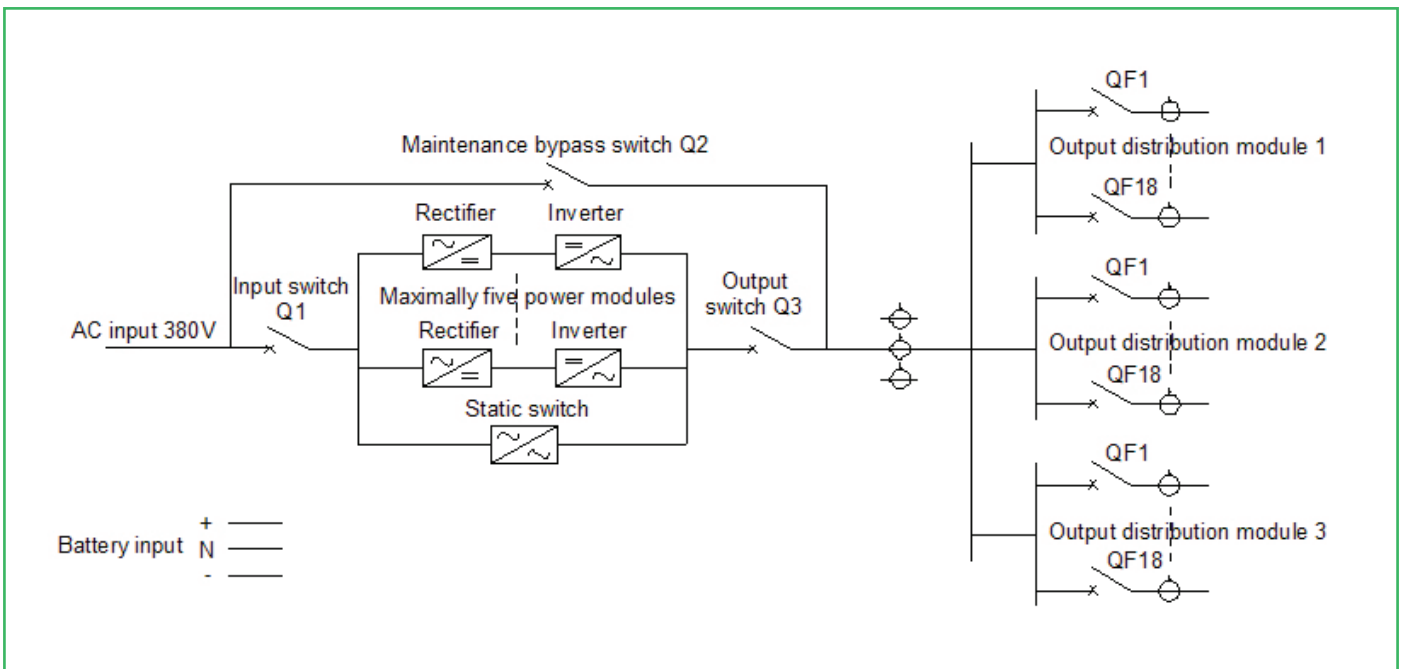 QF1
Output distribution module 1
QF18
Maintenance bypass switch Q2
Rectifier Inverter
Input switch
Q1
Maximally five power modules
Output
switch Q3
AC input 380V
Rectifier Inverter
Static switch
QF1
Output distribution module 2
QF18
QF1
Output distribution module 3
QF18
Battery input
+
N
-